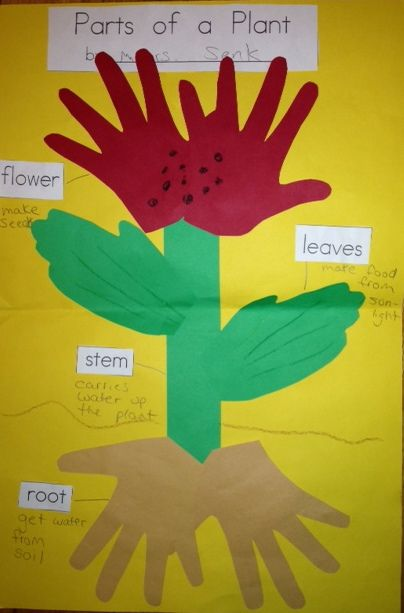 Parts of a Plant
by Mrs. Senk
flower
make
seeds
leaves
make food
from
sun-
light
stem
carries
water up
the plant
root
get water
from
soil